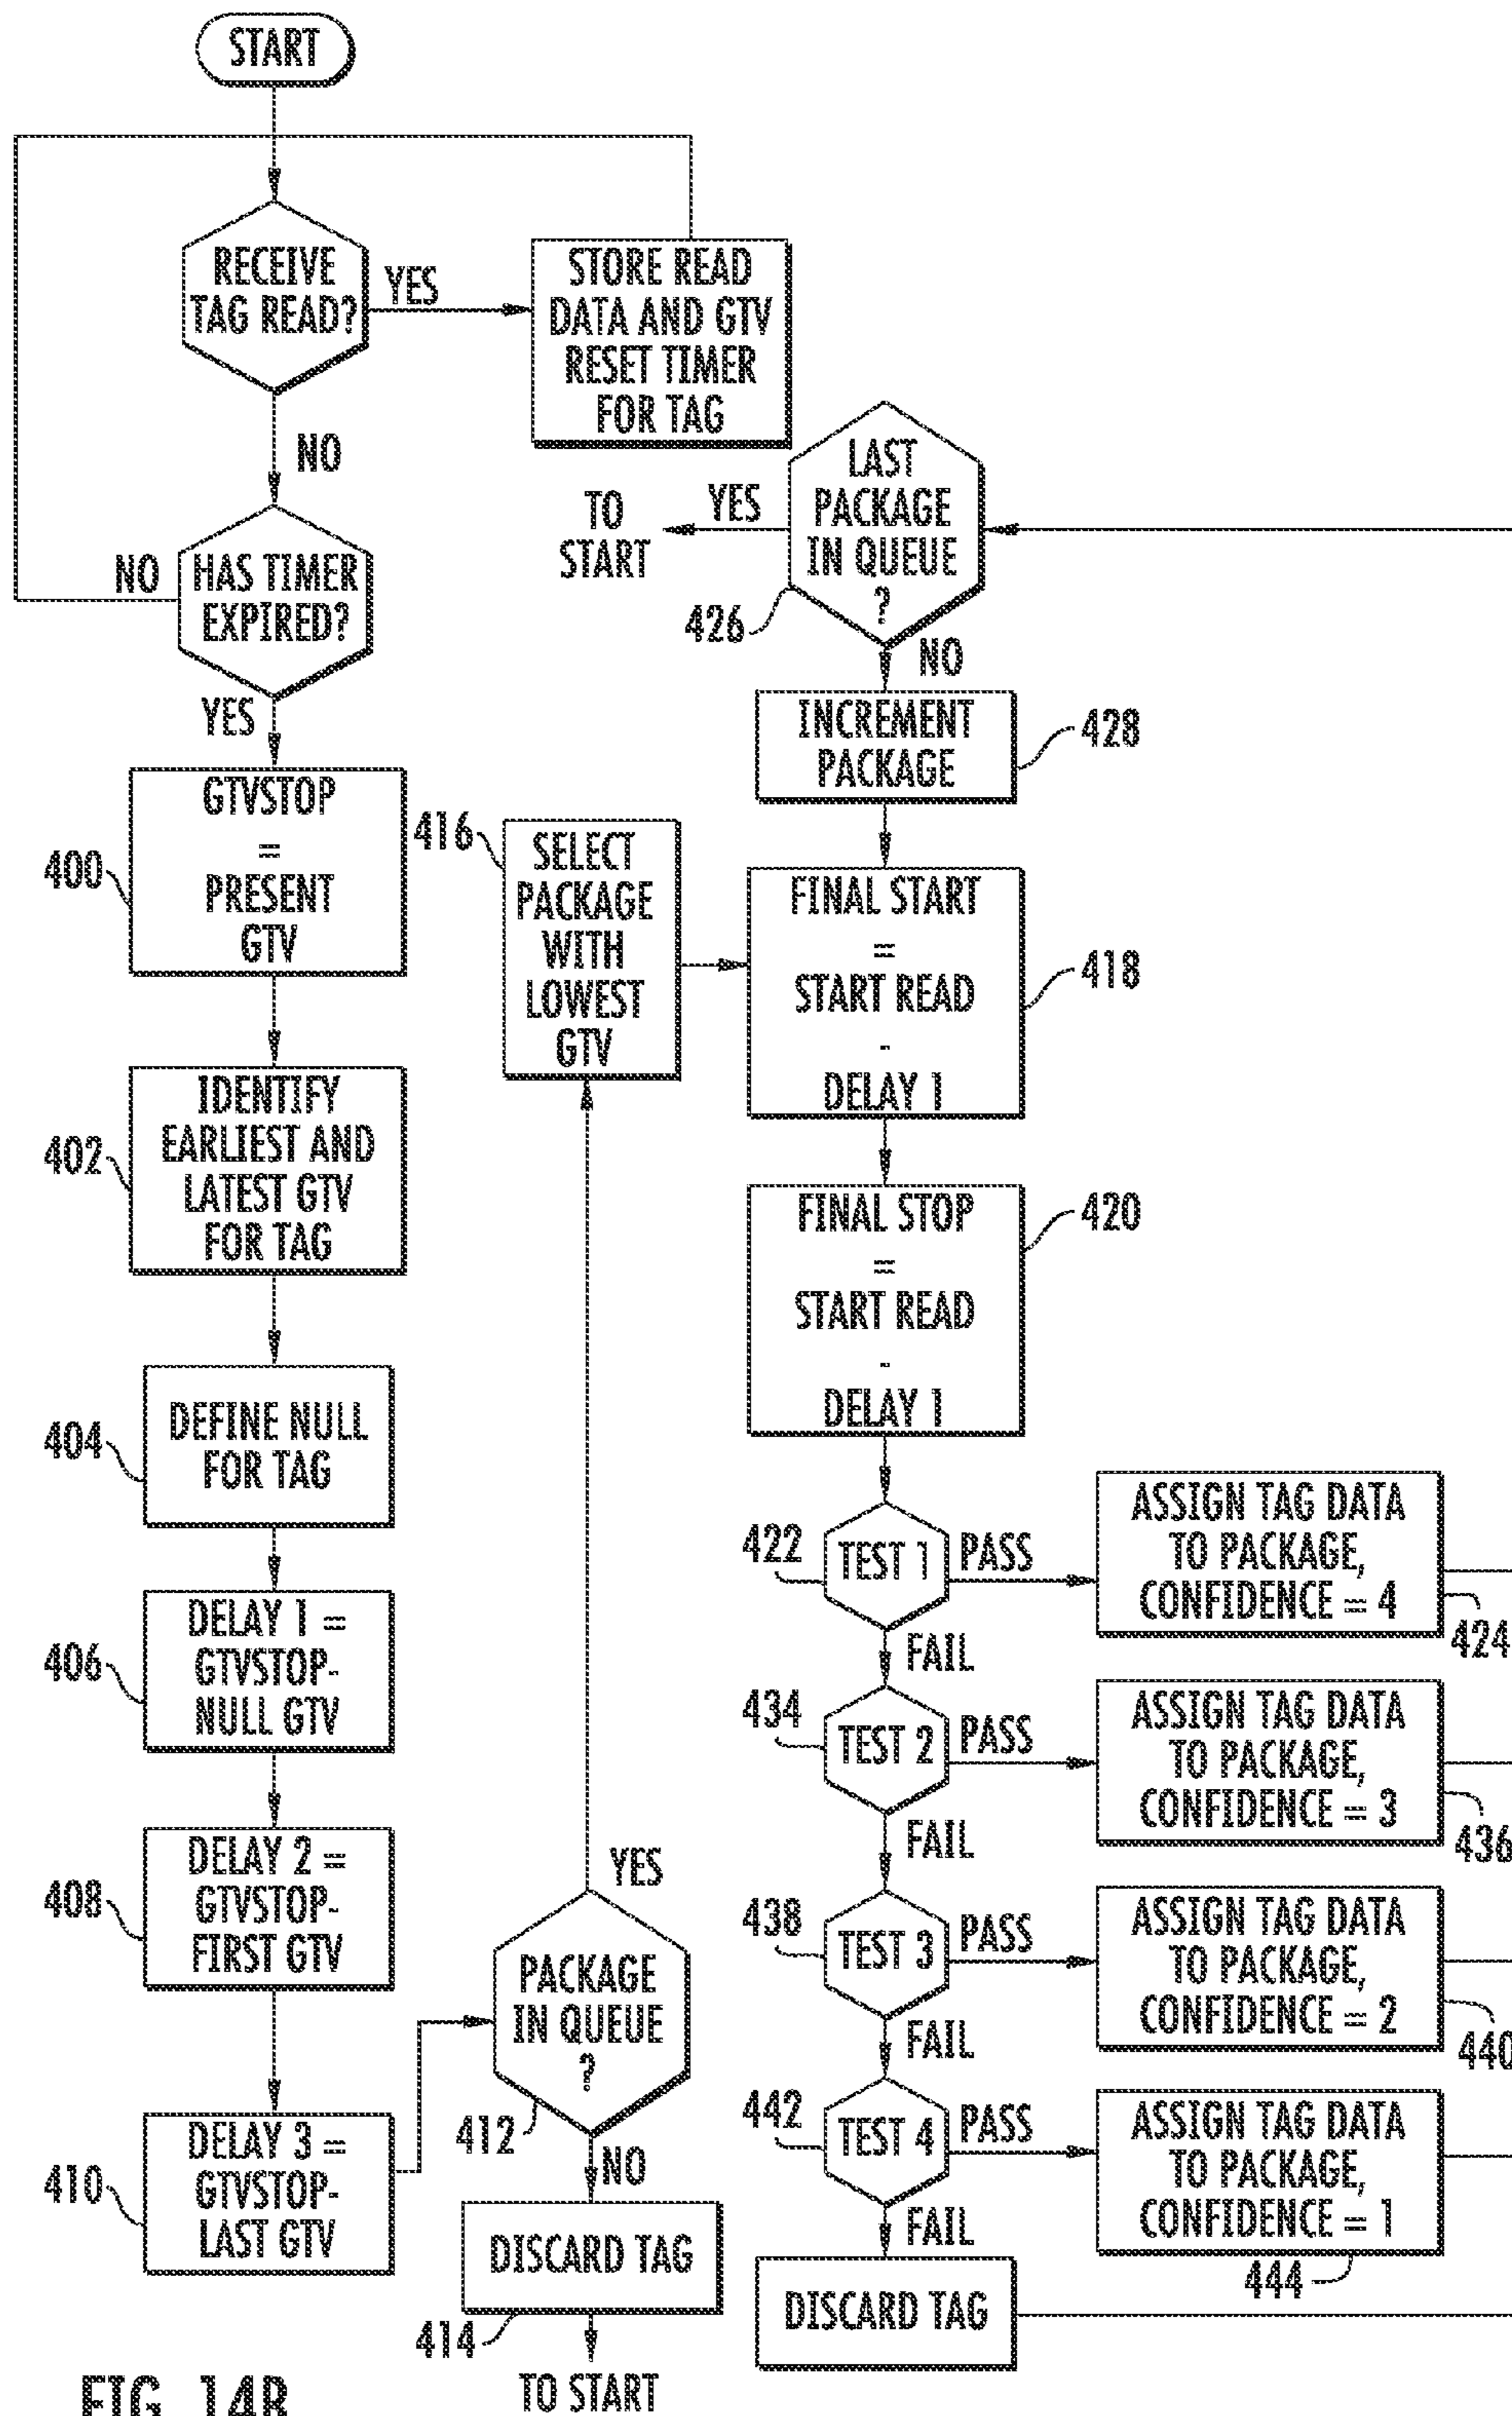 START
RECEIVE
TAG READ?
YES
STORE READ
DATA AND GTV
RESET TIMER
FOR TAG
NO
HAS TIMER
EXPIRED?
NO
YES
GTVSTOP
=
PRESENT
GTV
400
IDENTIFY
EARLIEST AND
LATEST GTV
FOR TAG
402
DEFINE NULL
FOR TAG
404
DELAY 1 =
GTVSTOP-
NULL GTV
406
DELAY 2 =
GTVSTOP-
FIRST GTV
408
DELAY 3 =
GTVSTOP-
LAST GTV
410
PACKAGE
IN QUEUE
?
412
YES
NO
DISCARD TAG
414
TO START
416
SELECT
PACKAGE
WITH
LOWEST
GTV
LAST
PACKAGE
IN QUEUE
?
426
YES
TO
START
NO
INCREMENT
PACKAGE
428
FINAL START
=
START READ
-
DELAY 1
418
FINAL STOP
=
START READ
-
DELAY 1
420
422
TEST 1
PASS
ASSIGN TAG DATA
TO PACKAGE,
CONFIDENCE = 4
424
FAIL
434
TEST 2
PASS
ASSIGN TAG DATA
TO PACKAGE,
CONFIDENCE = 3
436
FAIL
438
TEST 3
PASS
ASSIGN TAG DATA
TO PACKAGE,
CONFIDENCE = 2
440
FAIL
442
TEST 4
PASS
ASSIGN TAG DATA
TO PACKAGE,
CONFIDENCE = 1
444
FAIL
DISCARD TAG
FIG. 14B